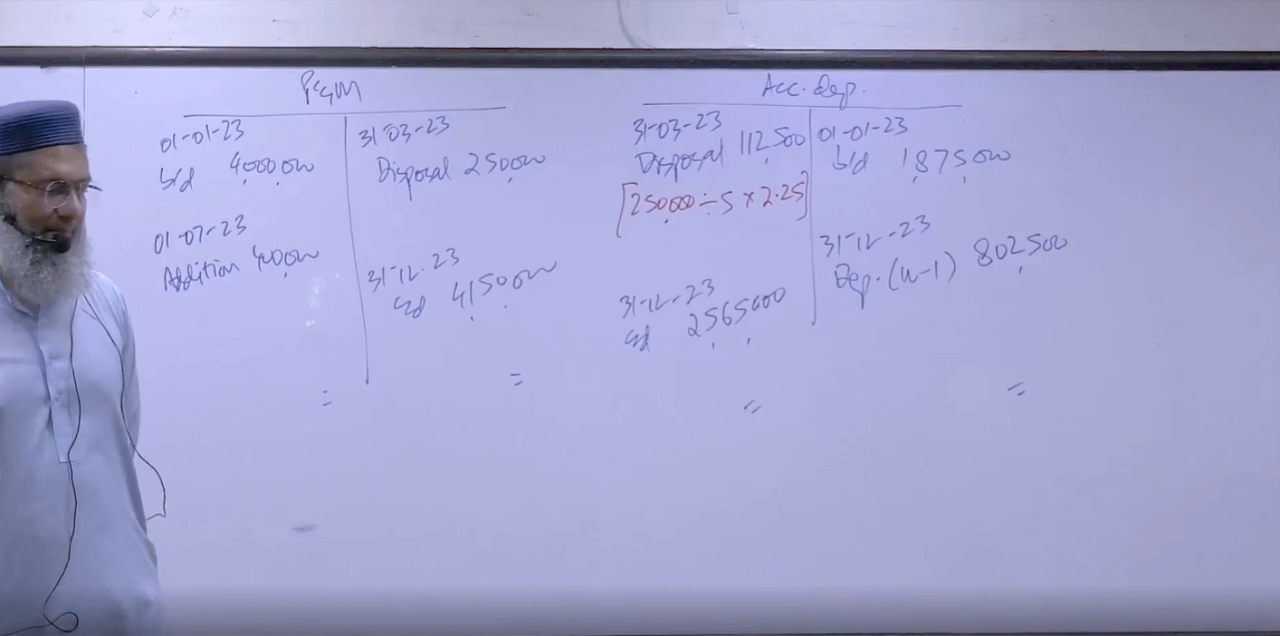 P&M
01-01-23
b/d 4,000,000
01-07-23
Addition 400,000
31-03-23
Disposal 250,000
31-12-23
c/d 4,150,000
=
=
Acc. dep.
31-03-23
Disposal 112,500
[250,000 ÷ 5 × 2.25]
31-12-23
c/d 2,565,000
01-01-23
b/d 1,875,000
31-12-23
Dep. (w-1) 802,500
=
=